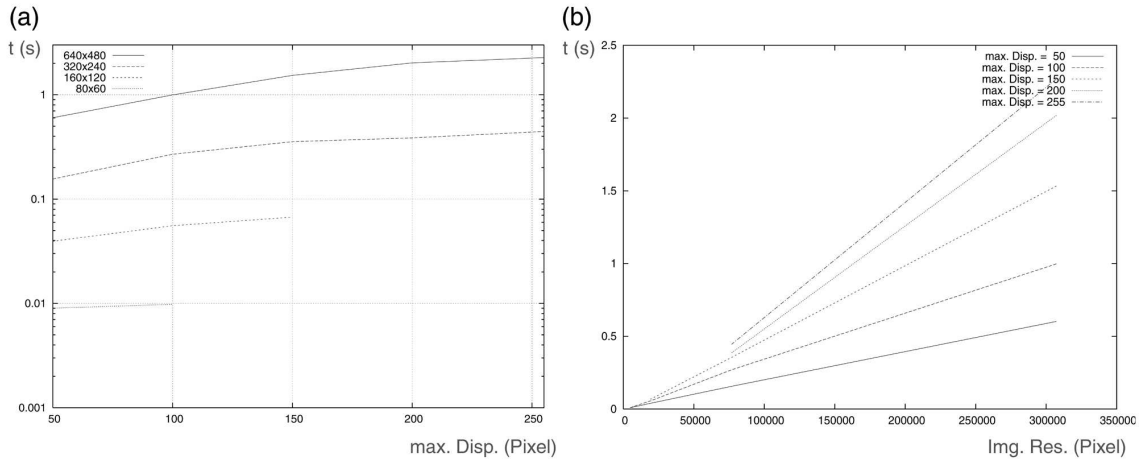 (a)
t (s)
640x480
320x240
160x120
80x60
1
0.1
0.01
0.001
50
100
150
200
250
max. Disp. (Pixel)
(b)
t (s)
2.5
2
1.5
1
0.5
0
max. Disp. = 50
max. Disp. = 100
max. Disp. = 150
max. Disp. = 200
max. Disp. = 255
0
50000
100000
150000
200000
250000
300000
350000
Img. Res. (Pixel)